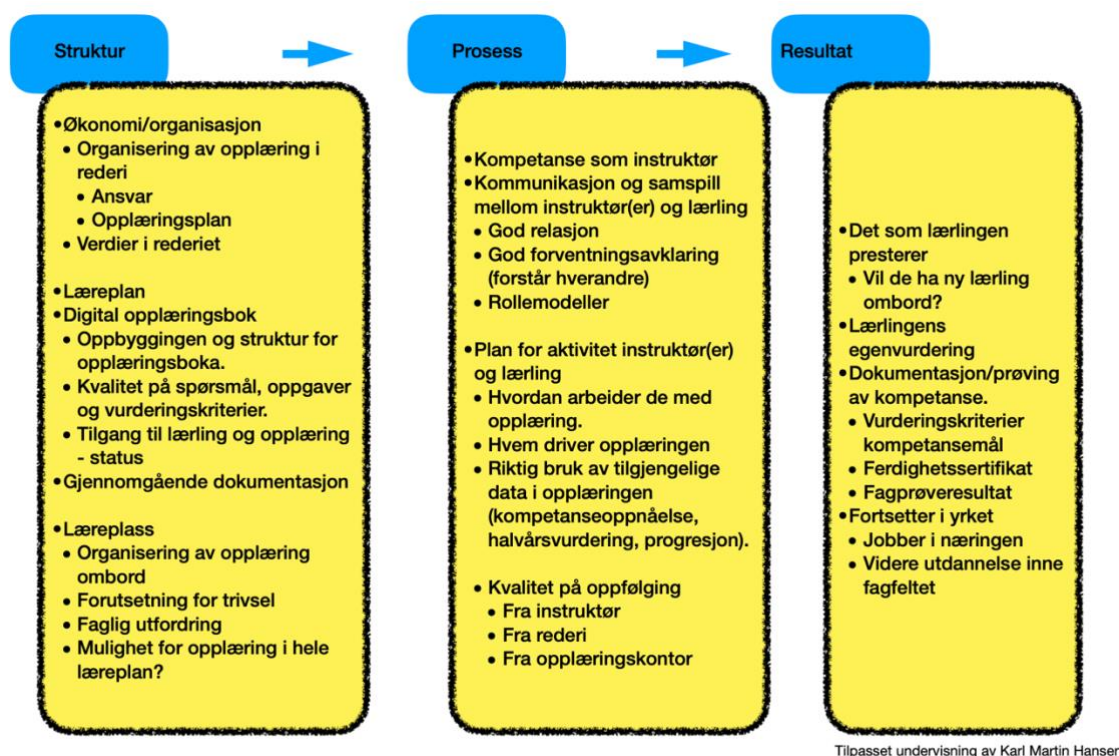 Struktur
•Økonomi/organisasjon
• Organisering av opplæring i
rederi
• Ansvar
• Opplæringsplan
• Verdier i rederiet
•Læreplan
•Digital opplæringsbok
• Oppbyggingen og struktur for
opplæringsboka.
• Kvalitet på spørsmål, oppgaver
og vurderingskriterier.
• Tilgang til lærling og opplæring
- status
•Gjennomgående dokumentasjon
•Læreplass
• Organisering av opplæring
ombord
• Forutsetning for trivsel
• Faglig utfordring
• Mulighet for opplæring i hele
læreplan?
Prosess
•Kompetanse som instruktør
•Kommunikasjon og samspill
mellom instruktør(er) og lærling
• God relasjon
• God forventningsavklaring
(forstår hverandre)
• Rollemodeller
•Plan for aktivitet instruktør(er)
og lærling
• Hvordan arbeider de med
opplæring.
• Hvem driver opplæringen
• Riktig bruk av tilgjengelige
data i opplæringen
(kompetanseoppnåelse,
halvårsvurdering, progresjon).
• Kvalitet på oppfølging
• Fra instruktør
• Fra rederi
• Fra opplæringskontor
Resultat
•Det som lærlingen
presterer
• Vil de ha ny lærling
ombord?
•Lærlingens
egenvurdering
•Dokumentasjon/prøving
av kompetanse.
• Vurderingskriterier
kompetansemål
• Ferdighetssertifikat
• Fagprøveresultat
•Fortsetter i yrket
• Jobber i næringen
• Videre utdannelse inne
fagfeltet
Tilpasset undervisning av Karl Martin Hansen